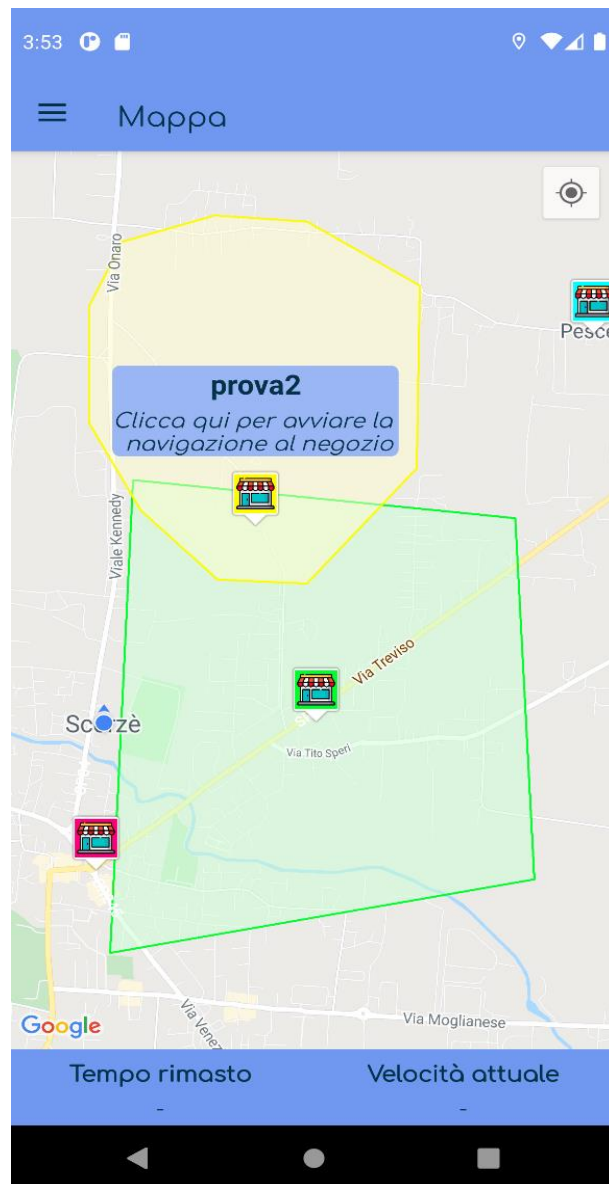 3:53
Mappa
Via Onaro
Pesce
prova2
Clicca qui per avviare la
navigazione al negozio
Viale Kennedy
Via Treviso
Scorzè
Via Tito Speri
Via Moglianese
Via Venez
Google
Tempo rimasto
Velocità attuale
-
-